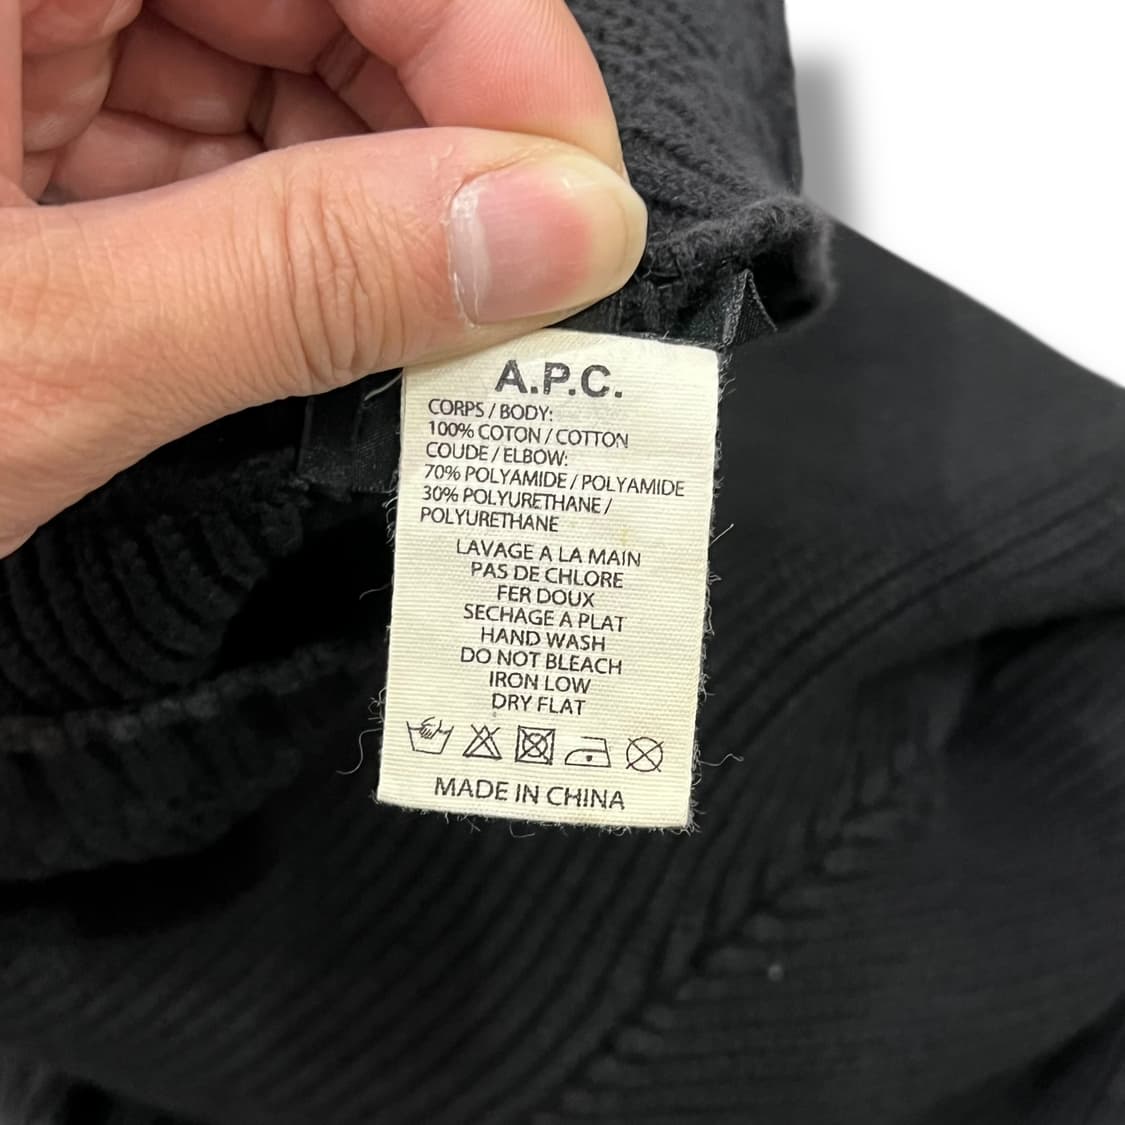 A.P.C.
CORPS / BODY:
100% COTON / COTTON
COUDE / ELBOW:
70% POLYAMIDE / POLYAMIDE
30% POLYURETHANE /
POLYURETHANE
LAVAGE A LA MAIN
PAS DE CHLORE
FER DOUX
SECHAGE A PLAT
HAND WASH
DO NOT BLEACH
IRON LOW
DRY FLAT
MADE IN CHINA